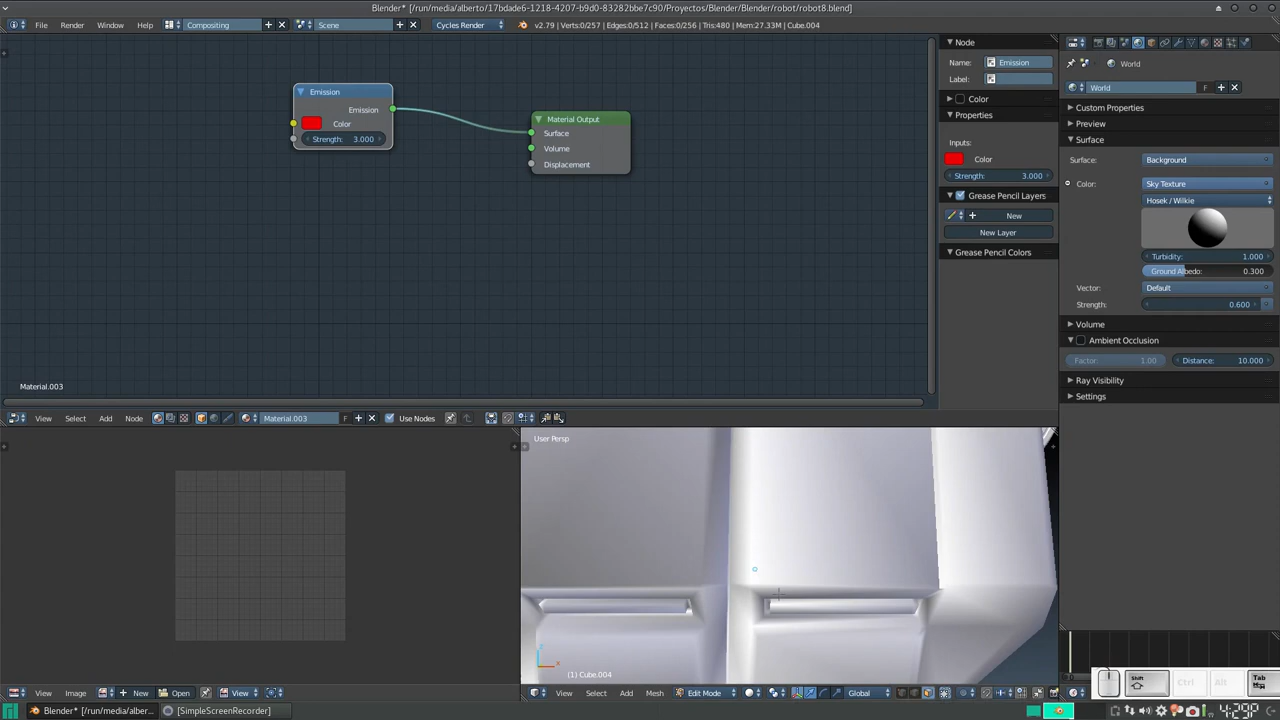 Blender* [/run/media/alberto/17bdade6-1218-4207-b9d0-83282bbe7c90/Proyectos/Blender/Blender/robot/robot8.blend]
File Render Window Help Compositing Scene Cycles Render v2.79 | Verts:0/257 | Edges:0/512 | Faces:0/256 | Tris:480 | Mem:27.33M | Cube.004
Node
Name: Emission
Label:
Color
Properties
Inputs:
Color
Strength: 3.000
Grease Pencil Layers
New
New Layer
Grease Pencil Colors
World
World F
Custom Properties
Preview
Surface
Surface: Background
Color: Sky Texture
Hosek / Wilkie
Turbidity: 1.000
Ground Albedo: 0.300
Vector: Default
Strength: 0.600
Volume
Ambient Occlusion
Factor: 1.00 Distance: 10.000
Ray Visibility
Settings
Emission
Emission
Color
Strength: 3.000
Material Output
Surface
Volume
Displacement
Material.003
View Select Add Node Material.003 F Use Nodes
User Persp
(1) Cube.004
View Image New Open View
View Select Add Mesh Edit Mode Global
Ctrl Alt Tab
Blender* [/run/media/alberto/17bdade6-... [SimpleScreenRecorder]